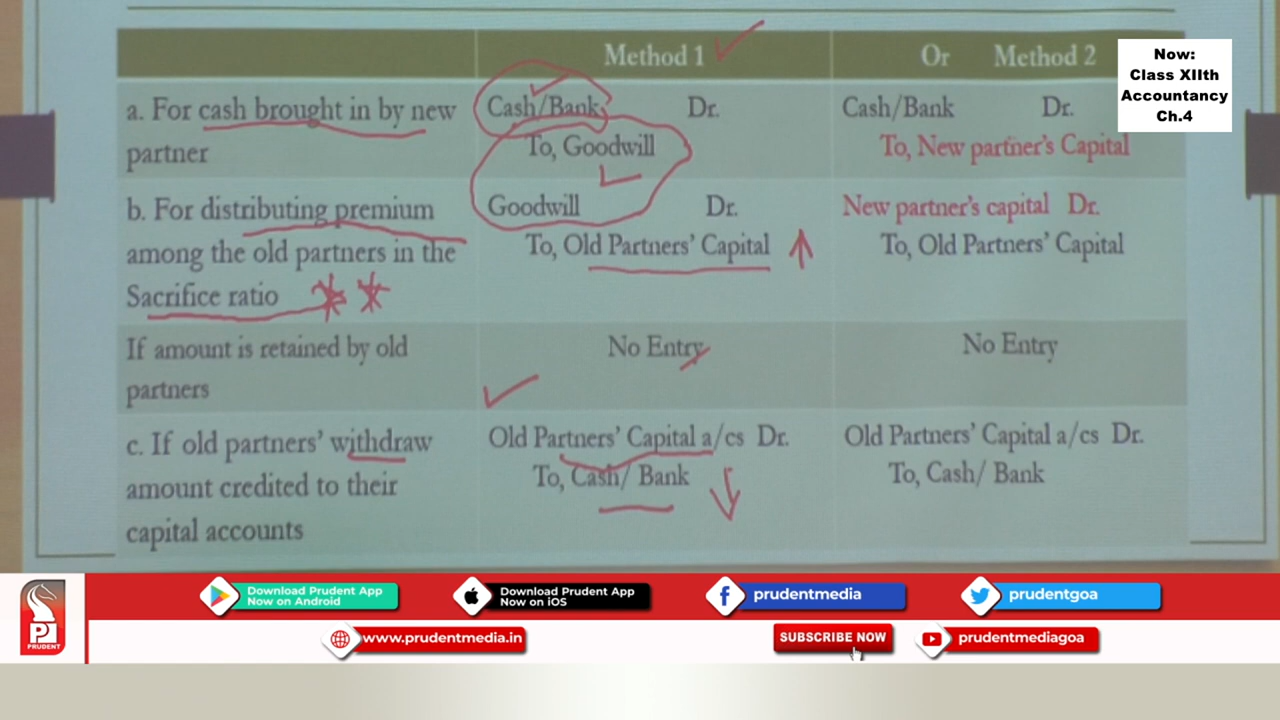 Method 1
Or Method 2
Now:
Class XIIth
Accountancy
Ch.4
a. For cash brought in by new
partner
Cash/Bank Dr.
To, Goodwill
Cash/Bank Dr.
To, New partner's Capital
b. For distributing premium
among the old partners in the
Sacrifice ratio
Goodwill Dr.
To, Old Partners' Capital
New partner's capital Dr.
To, Old Partners' Capital
If amount is retained by old
partners
No Entry
No Entry
c. If old partners' withdraw
amount credited to their
capital accounts
Old Partners' Capital a/cs Dr.
To, Cash/ Bank
Old Partners' Capital a/cs Dr.
To, Cash/ Bank
PRUDENT
Download Prudent App
Now on Android
Download Prudent App
Now on iOS
prudentmedia
prudentgoa
www.prudentmedia.in
SUBSCRIBE NOW
prudentmediagoa